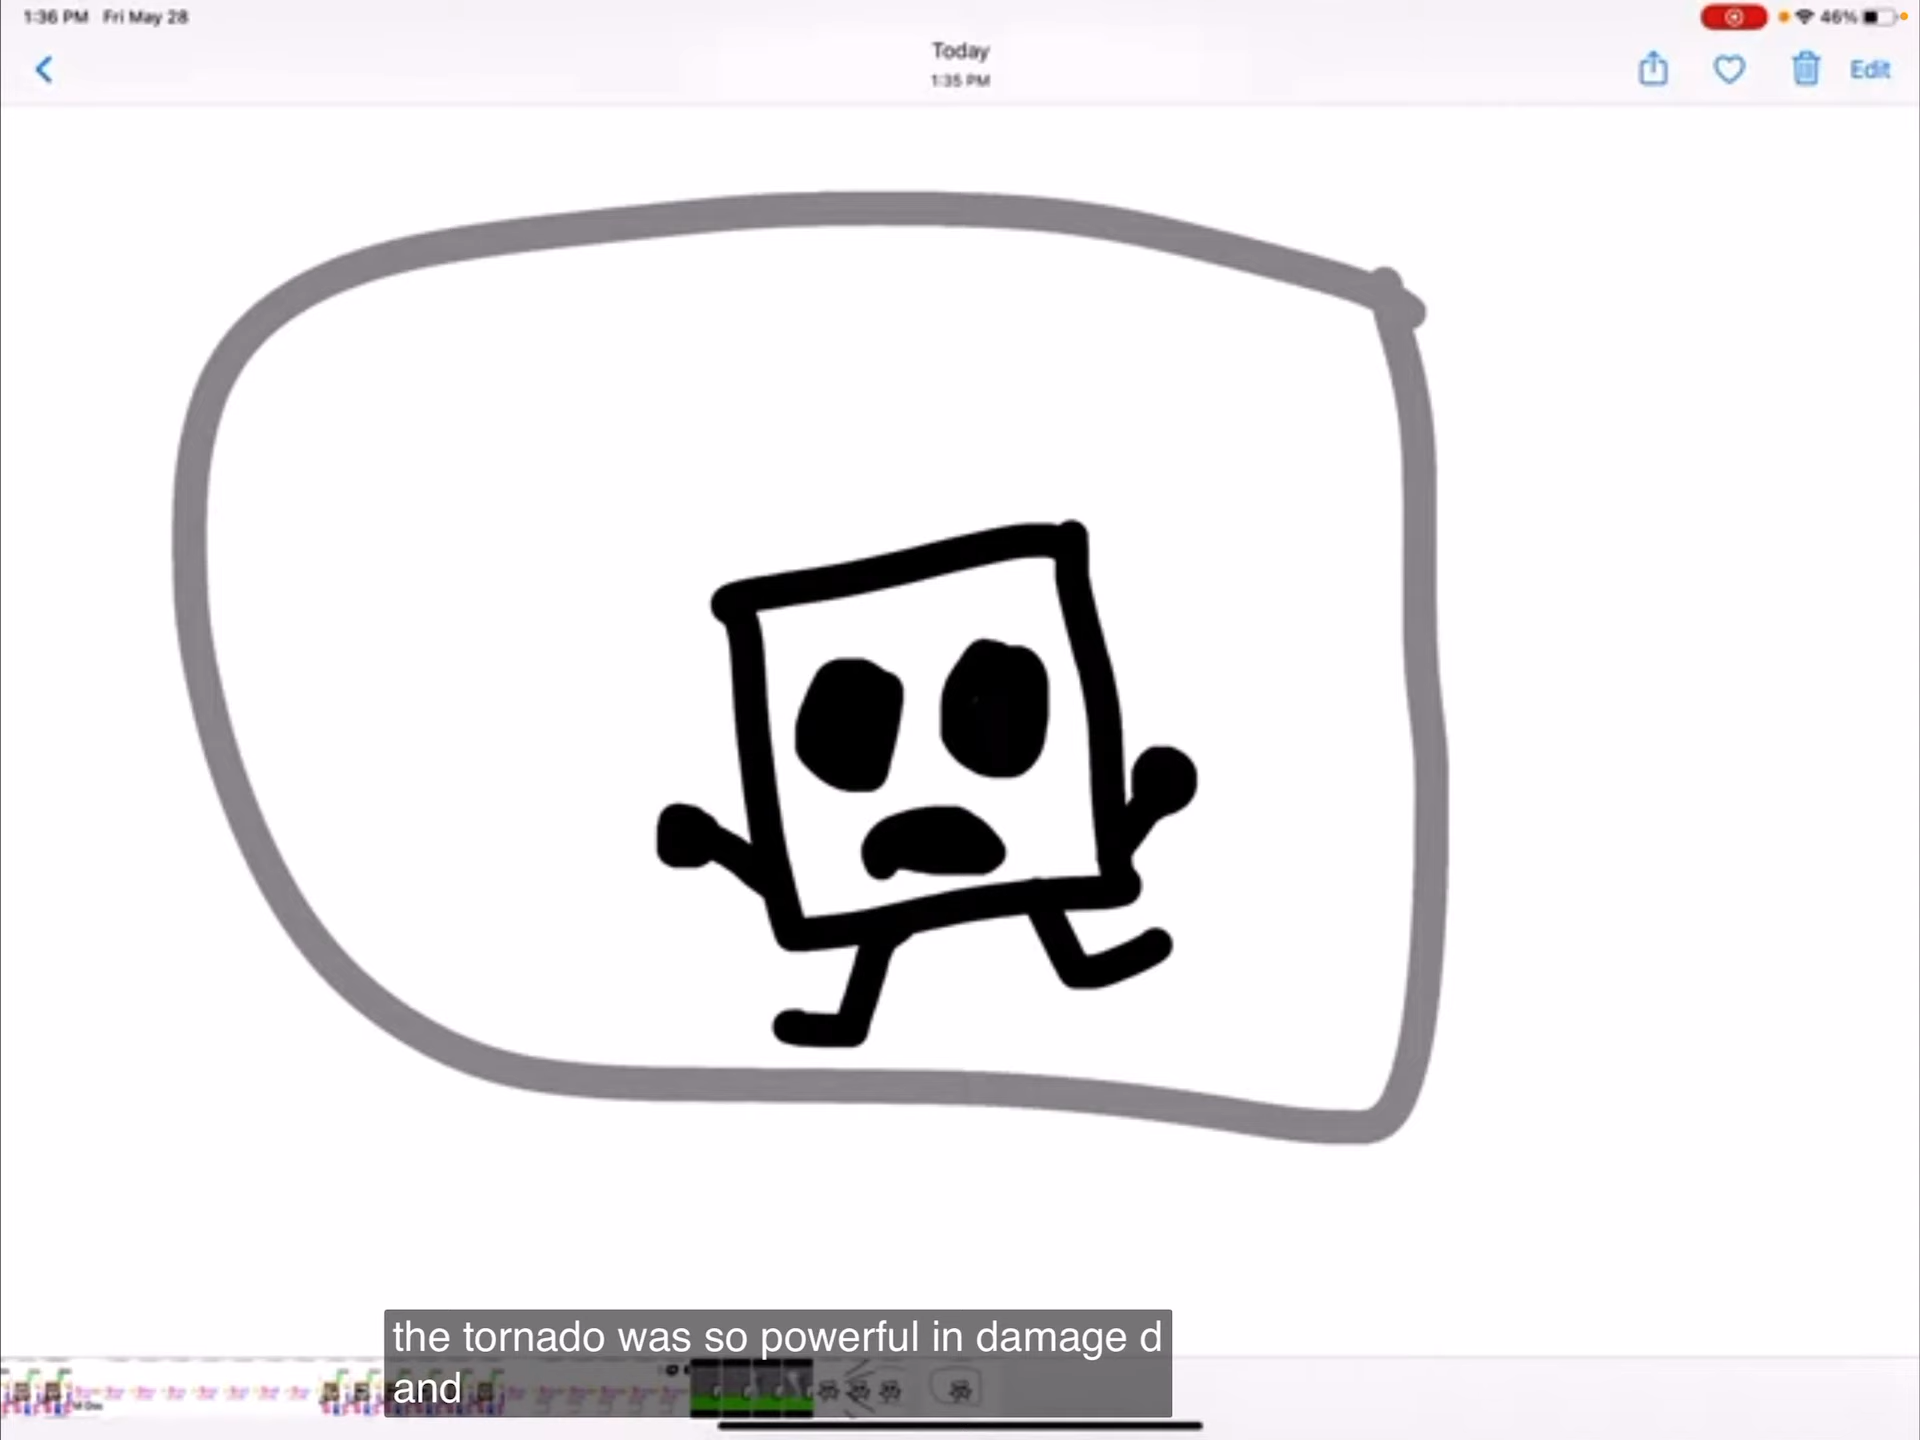 1:36 PM Fri May 28
46%
Today
1:35 PM
Edit
the tornado was so powerful in damage d
and